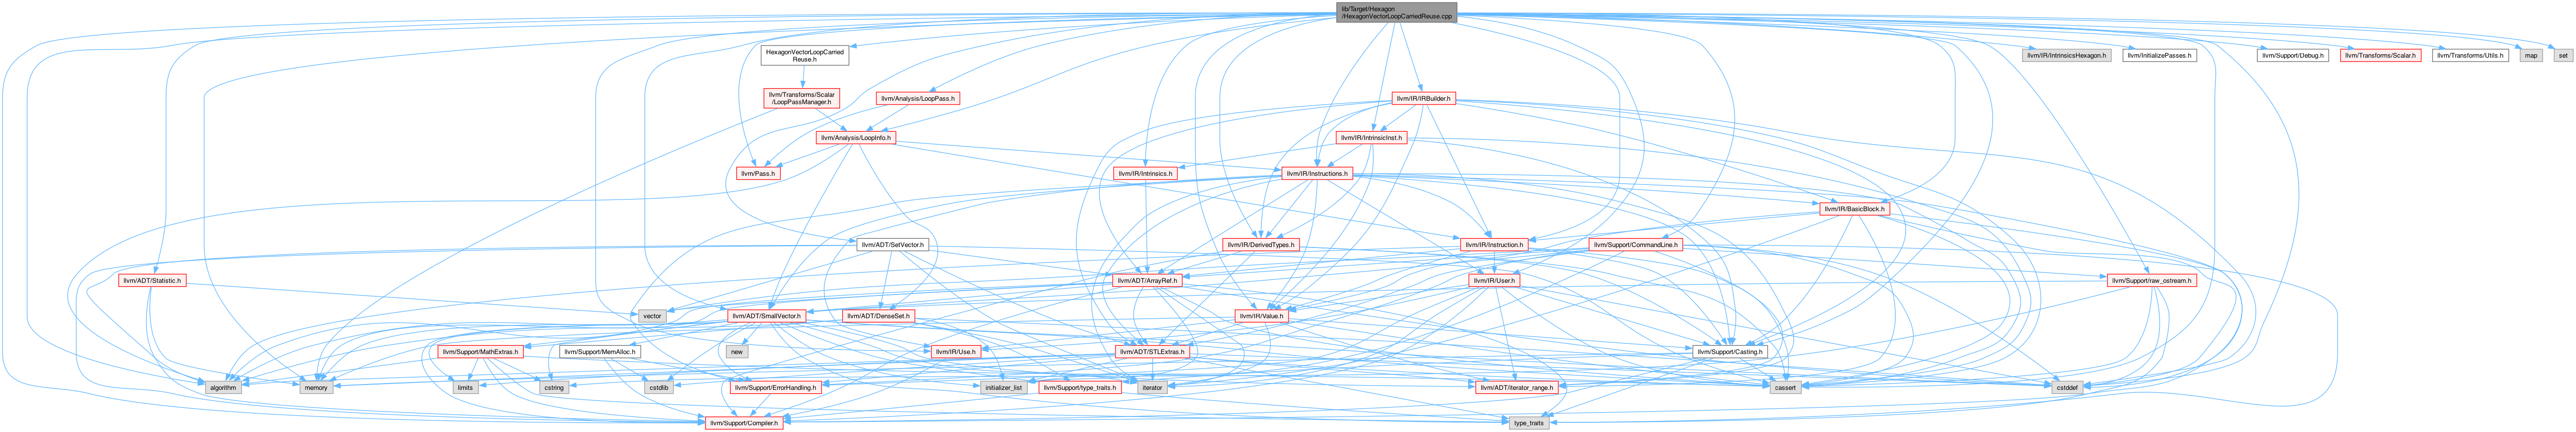 lib/Target/Hexagon
/HexagonVectorLoopCarriedReuse.cpp
HexagonVectorLoopCarried
Reuse.h
llvm/IR/IntrinsicsHexagon.h
llvm/InitializePasses.h
llvm/Support/Debug.h
llvm/Transforms/Scalar.h
llvm/Transforms/Utils.h
map
set
llvm/Transforms/Scalar
/LoopPassManager.h
llvm/Analysis/LoopPass.h
llvm/IR/IRBuilder.h
llvm/Analysis/LoopInfo.h
llvm/IR/IntrinsicInst.h
llvm/Pass.h
llvm/IR/Intrinsics.h
llvm/IR/Instructions.h
llvm/IR/BasicBlock.h
llvm/ADT/SetVector.h
llvm/IR/DerivedTypes.h
llvm/IR/Instruction.h
llvm/Support/CommandLine.h
llvm/ADT/Statistic.h
llvm/ADT/ArrayRef.h
llvm/IR/User.h
llvm/Support/raw_ostream.h
vector
llvm/ADT/SmallVector.h
llvm/ADT/DenseSet.h
llvm/IR/Value.h
llvm/Support/MathExtras.h
llvm/Support/MemAlloc.h
new
llvm/IR/Use.h
llvm/ADT/STLExtras.h
llvm/Support/Casting.h
algorithm
memory
limits
cstring
cstdlib
llvm/Support/ErrorHandling.h
initializer_list
llvm/Support/type_traits.h
iterator
llvm/ADT/iterator_range.h
cassert
cstddef
llvm/Support/Compiler.h
type_traits